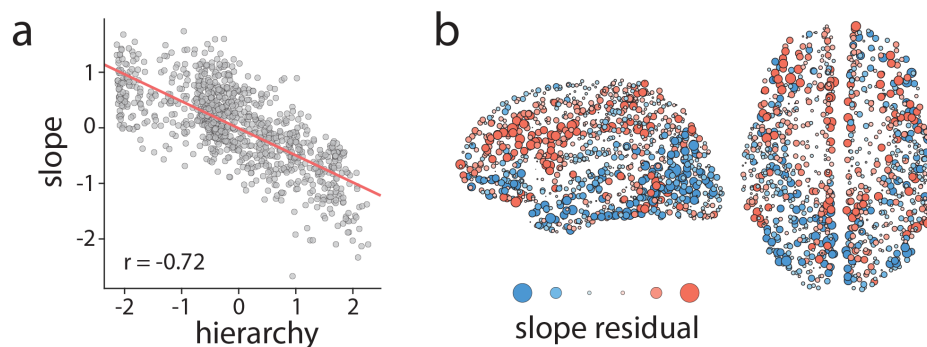 a
slope
1
0
-1
-2
r = -0.72
-2 -1 0 1 2
hierarchy
b
slope residual